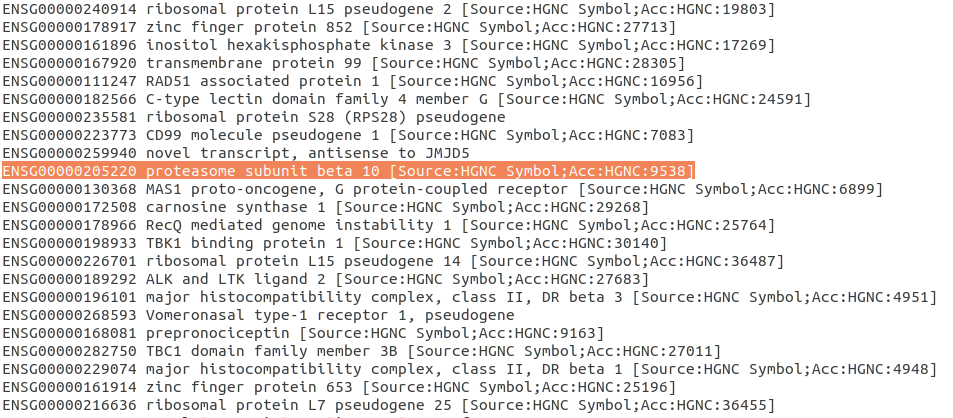 ENSG00000240914 ribosomal protein L15 pseudogene 2 [Source:HGNC Symbol;Acc:HGNC:19803]
ENSG00000178917 zinc finger protein 852 [Source:HGNC Symbol;Acc:HGNC:27713]
ENSG00000161896 inositol hexakisphosphate kinase 3 [Source:HGNC Symbol;Acc:HGNC:17269]
ENSG00000167920 transmembrane protein 99 [Source:HGNC Symbol;Acc:HGNC:28305]
ENSG00000111247 RAD51 associated protein 1 [Source:HGNC Symbol;Acc:HGNC:16956]
ENSG00000182566 C-type lectin domain family 4 member G [Source:HGNC Symbol;Acc:HGNC:24591]
ENSG00000235581 ribosomal protein S28 (RPS28) pseudogene
ENSG00000223773 CD99 molecule pseudogene 1 [Source:HGNC Symbol;Acc:HGNC:7083]
ENSG00000259940 novel transcript, antisense to JMJD5
ENSG00000205220 proteasome subunit beta 10 [Source:HGNC Symbol;Acc:HGNC:9538]
ENSG00000130368 MAS1 proto-oncogene, G protein-coupled receptor [Source:HGNC Symbol;Acc:HGNC:6899]
ENSG00000172508 carnosine synthase 1 [Source:HGNC Symbol;Acc:HGNC:29268]
ENSG00000178966 RecQ mediated genome instability 1 [Source:HGNC Symbol;Acc:HGNC:25764]
ENSG00000198933 TBK1 binding protein 1 [Source:HGNC Symbol;Acc:HGNC:30140]
ENSG00000226701 ribosomal protein L15 pseudogene 14 [Source:HGNC Symbol;Acc:HGNC:36487]
ENSG00000189292 ALK and LTK ligand 2 [Source:HGNC Symbol;Acc:HGNC:27683]
ENSG00000196101 major histocompatibility complex, class II, DR beta 3 [Source:HGNC Symbol;Acc:HGNC:4951]
ENSG00000268593 Vomeronasal type-1 receptor 1, pseudogene
ENSG00000168081 prepronociceptin [Source:HGNC Symbol;Acc:HGNC:9163]
ENSG00000282750 TBC1 domain family member 3B [Source:HGNC Symbol;Acc:HGNC:27011]
ENSG00000229074 major histocompatibility complex, class II, DR beta 1 [Source:HGNC Symbol;Acc:HGNC:4948]
ENSG00000161914 zinc finger protein 653 [Source:HGNC Symbol;Acc:HGNC:25196]
ENSG00000216636 ribosomal protein L7 pseudogene 25 [Source:HGNC Symbol;Acc:HGNC:36455]